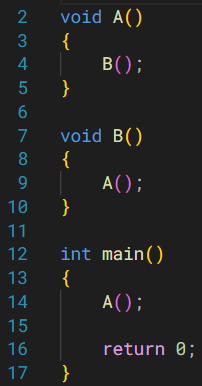 2 void A()
3 {
4     B();
5 }
6
7 void B()
8 {
9     A();
10 }
11
12 int main()
13 {
14     A();
15
16     return 0;
17 }